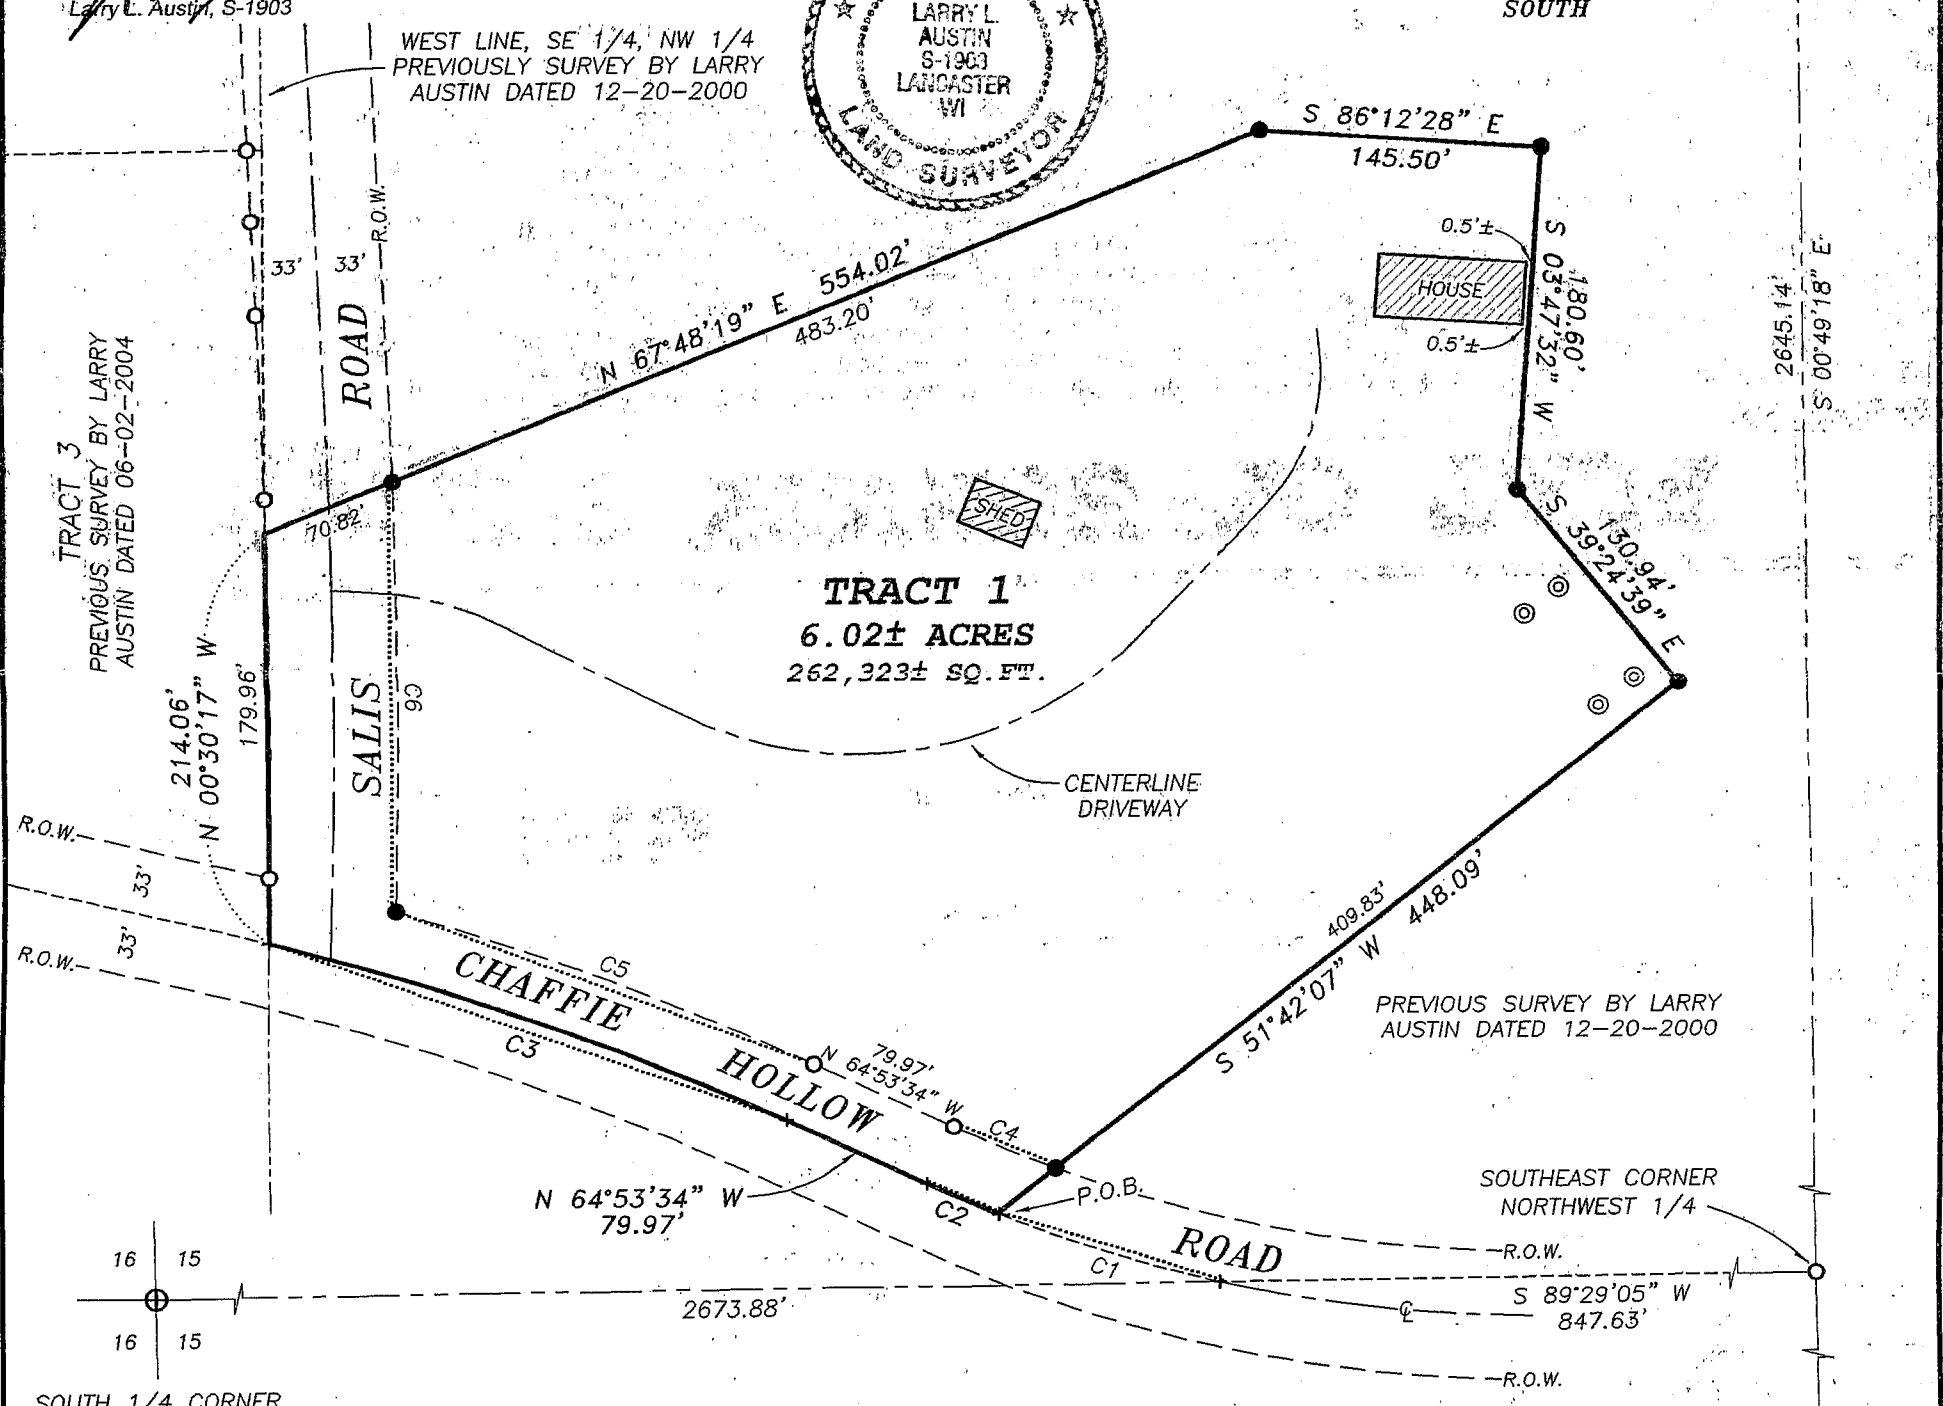 Larry L. Austin, S-1903
SOUTH
WEST LINE, SE 1/4, NW 1/4
PREVIOUSLY SURVEY BY LARRY
AUSTIN DATED 12-20-2000
LARRY L.
AUSTIN
S-1903
LANCASTER
WI
LAND SURVEYOR
S 86°12'28" E
145.50'
R.O.W.
33'
33'
ROAD
N 67°48'19" E 554.02'
483.20'
0.5'±
HOUSE
0.5'±
S 03°47'32" W
180.60'
2645.14'
S 00°49'18" E
TRACT 3
PREVIOUS SURVEY BY LARRY
AUSTIN DATED 06-02-2004
70.82'
SHED
130.94'
S 39°24'39" E
TRACT 1
6.02± ACRES
262,323± SQ.FT.
214.06'
N 00°30'17" W
179.96"
SALIS
C6
CENTERLINE
DRIVEWAY
R.O.W.
33'
33'
R.O.W.
409.83'
S 51°42'07" W 448.09'
CHAFFIE
C5
C3
HOLLOW
79.97'
N 64°53'34" W
C4
PREVIOUS SURVEY BY LARRY
AUSTIN DATED 12-20-2000
N 64°53'34" W
79.97'
C2
P.O.B.
C1
ROAD
SOUTHEAST CORNER
NORTHWEST 1/4
R.O.W.
16 15
2673.88'
S 89°29'05" W
847.63'
℄
16 15
R.O.W.
SOUTH 1/4 CORNER